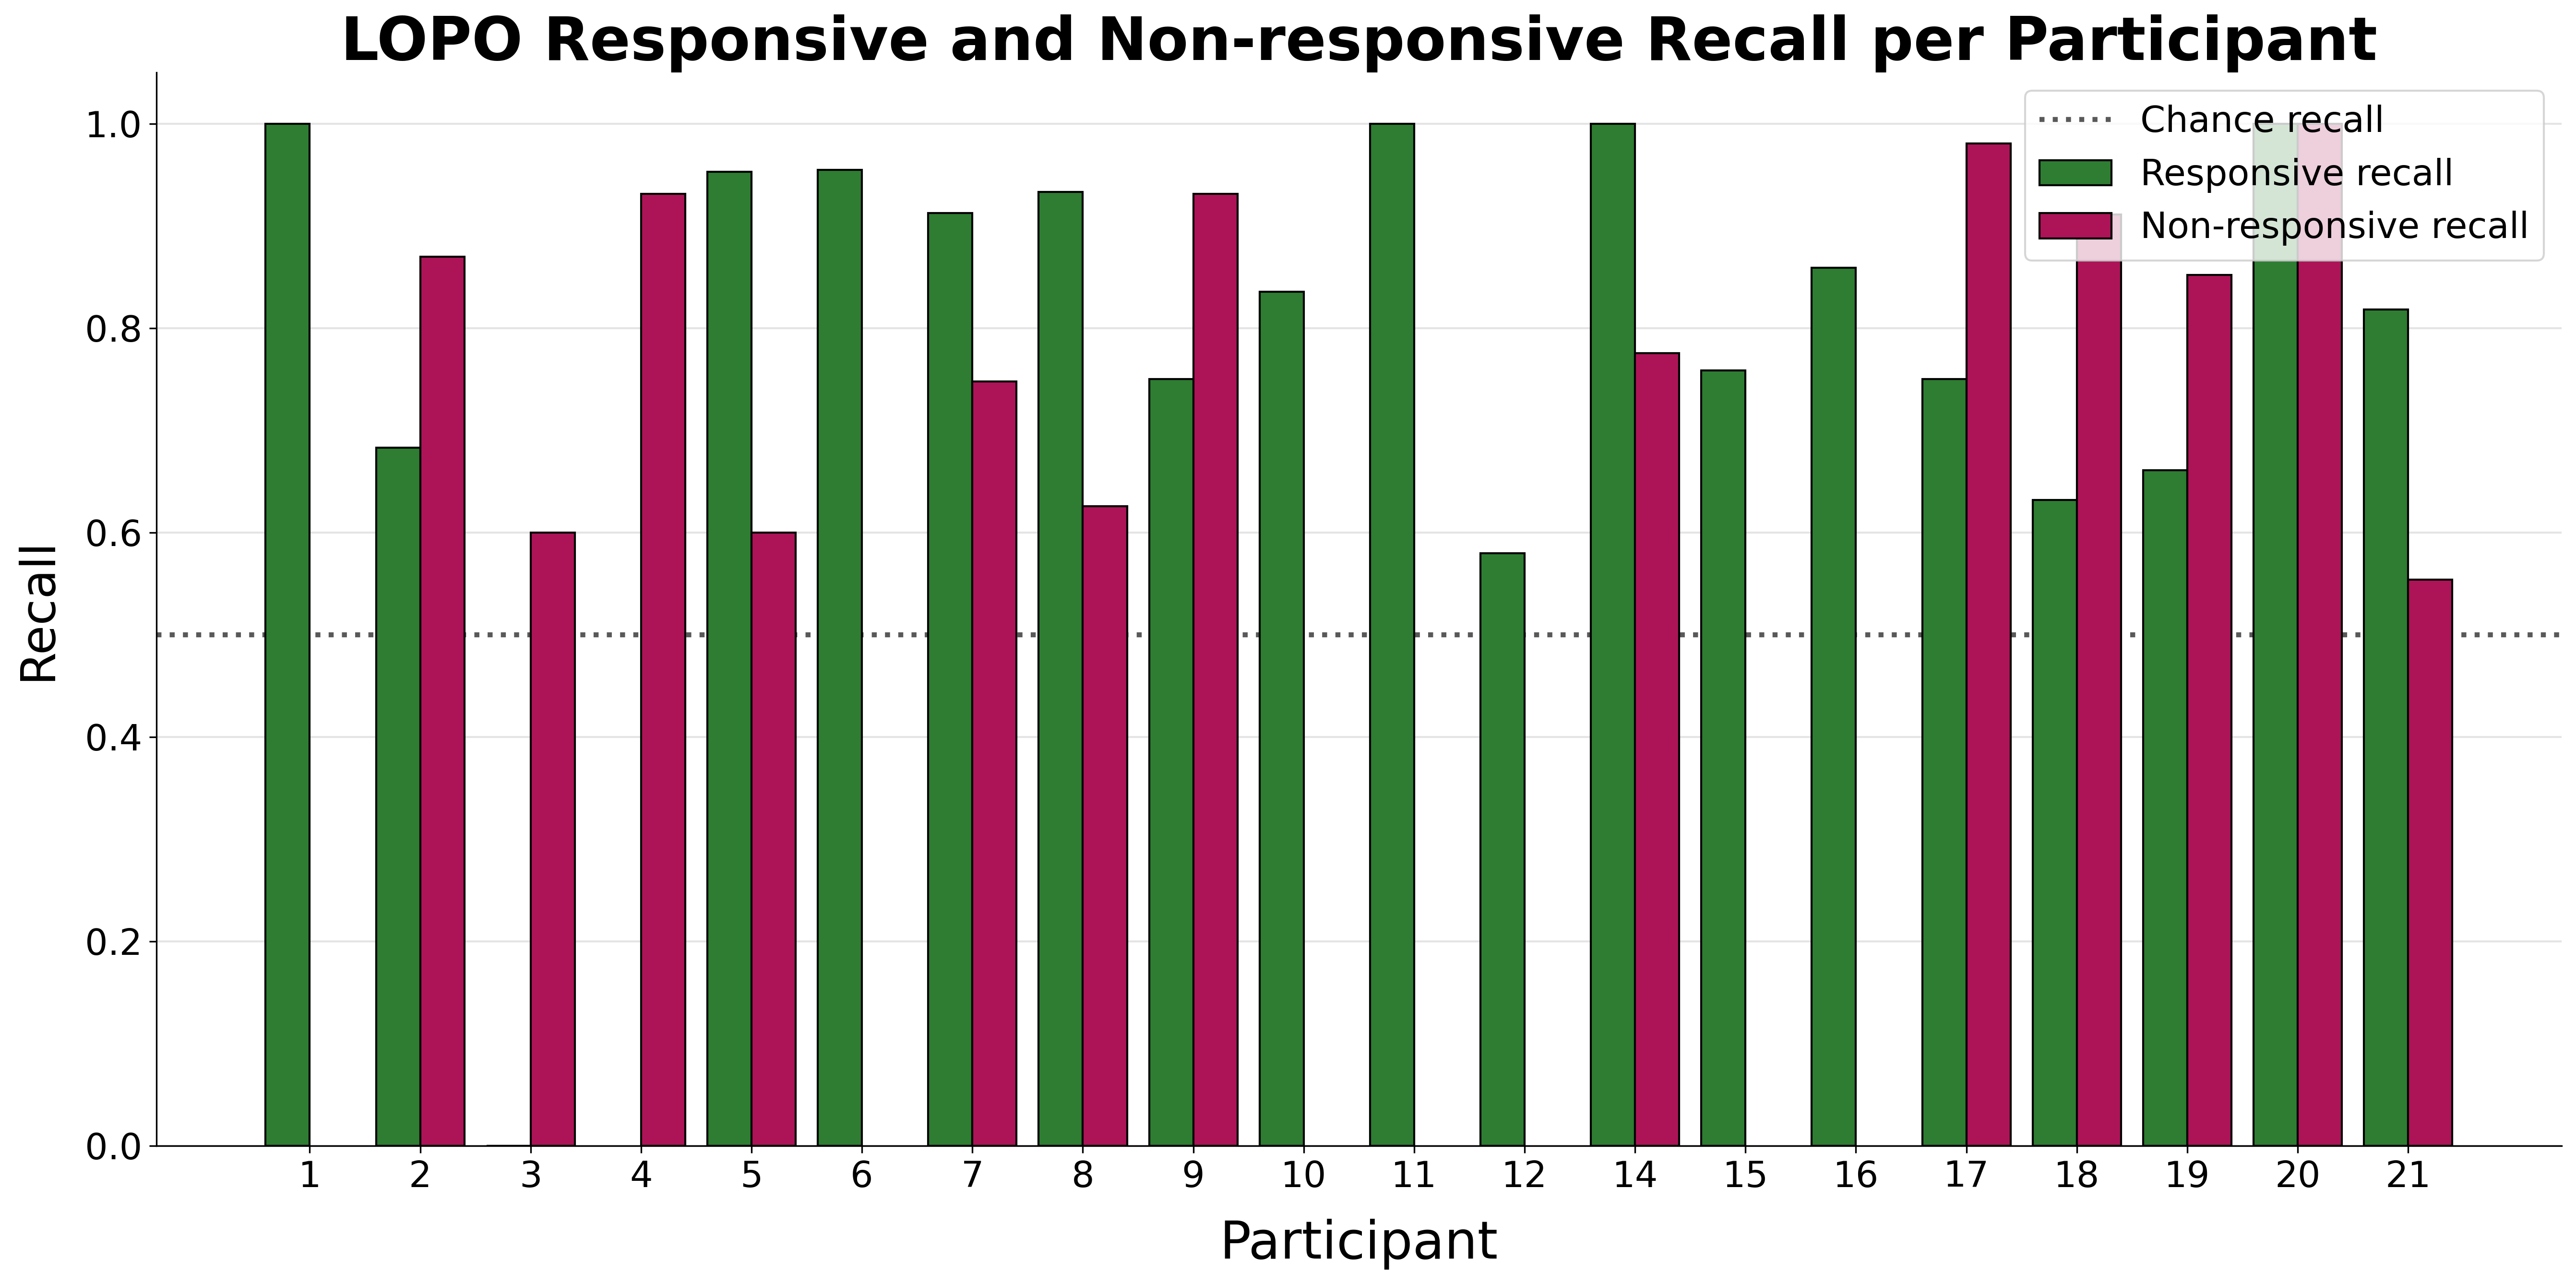 LOPO Responsive and Non-responsive Recall per Participant
Chance recall
Responsive recall
Non-responsive recall
1.0
0.8
0.6
0.4
0.2
0.0
Recall
1 2 3 4 5 6 7 8 9 10 11 12 14 15 16 17 18 19 20 21
Participant